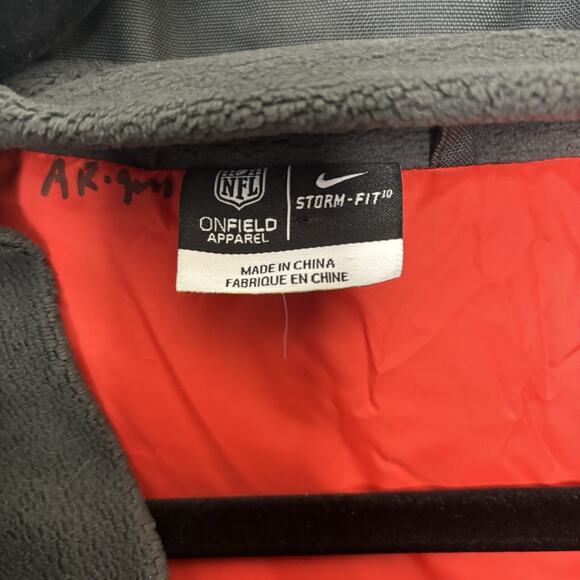 NFL
ONFIELD
APPAREL
STORM-FIT10
MADE IN CHINA
FABRIQUE EN CHINE